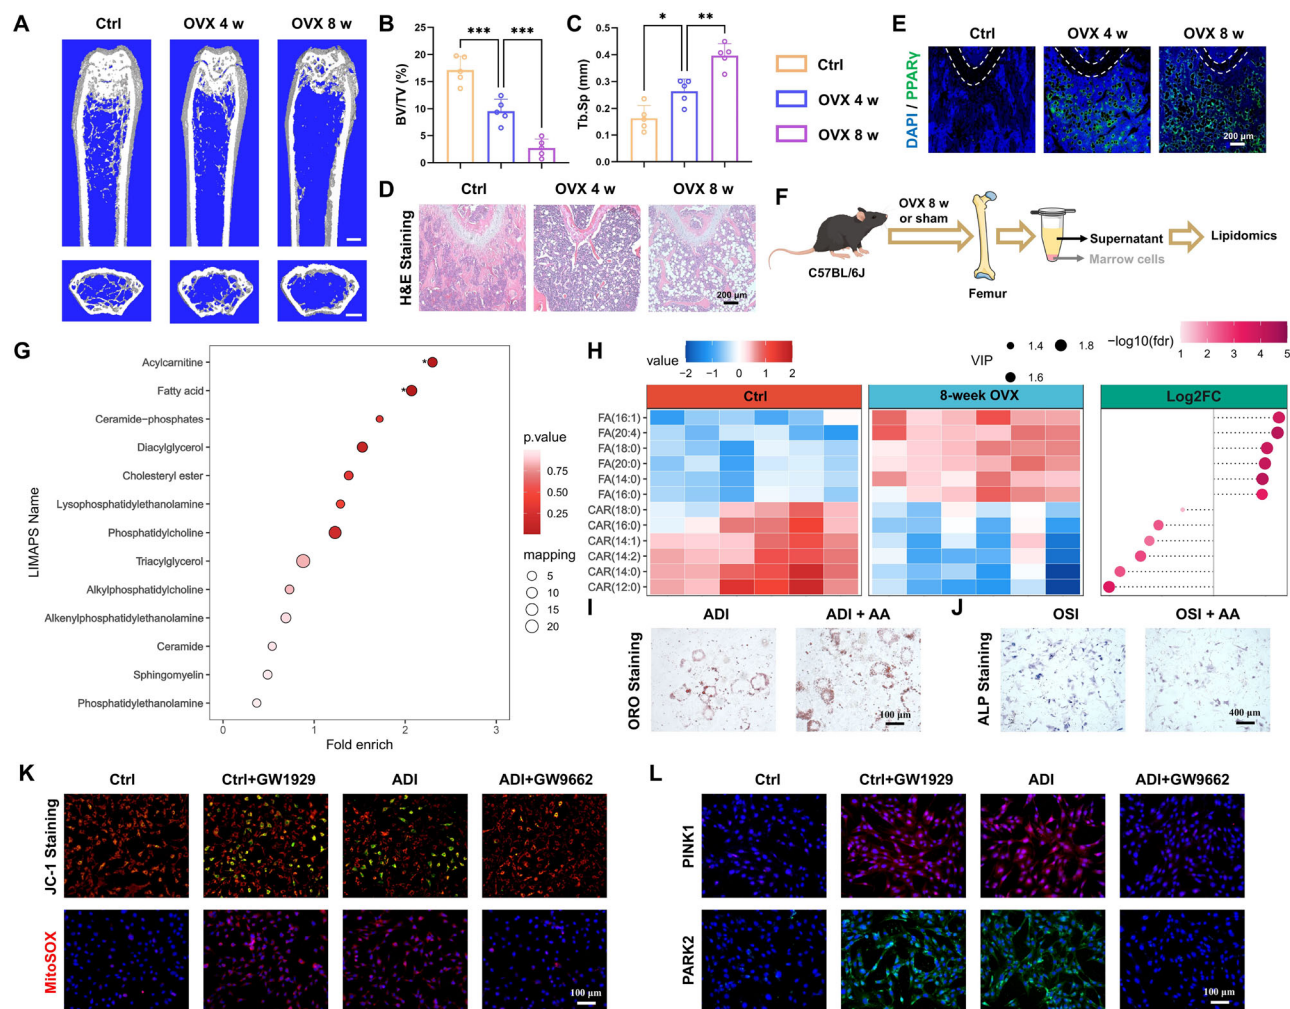 A
Ctrl
OVX 4 w
OVX 8 w
B
BV/TV (%)
25
20
15
10
5
0
***
***
C
Tb.Sp (mm)
0.5
0.4
0.3
0.2
0.1
0.0
*
**
Ctrl
OVX 4 w
OVX 8 w
D
Ctrl
OVX 4 w
OVX 8 w
H&E Staining
200 μm
E
Ctrl
OVX 4 w
OVX 8 w
DAPI / PPARγ
200 μm
F
C57BL/6J
OVX 8 w
or sham
Femur
Supernatant
Marrow cells
Lipidomics
G
LIMAPS Name
Acylcarnitine
Fatty acid
Ceramide−phosphates
Diacylglycerol
Cholesteryl ester
Lysophosphatidylethanolamine
Phosphatidylcholine
Triacylglycerol
Alkylphosphatidylcholine
Alkenylphosphatidylethanolamine
Ceramide
Sphingomyelin
Phosphatidylethanolamine
*
*
0 1 2 3
Fold enrich
p.value
0.75
0.50
0.25
mapping
5
10
15
20
H
value
−2 −1 0 1 2
VIP
1.4 1.8
1.6
−log10(fdr)
1 2 3 4 5
Ctrl
8-week OVX
Log2FC
FA(16:1)
FA(20:4)
FA(18:0)
FA(20:0)
FA(14:0)
FA(16:0)
CAR(18:0)
CAR(16:0)
CAR(14:1)
CAR(14:2)
CAR(14:0)
CAR(12:0)
I
ADI
ADI + AA
ORO Staining
100 μm
J
OSI
OSI + AA
ALP Staining
400 μm
K
Ctrl
Ctrl+GW1929
ADI
ADI+GW9662
JC-1 Staining
MitoSOX
100 μm
L
Ctrl
Ctrl+GW1929
ADI
ADI+GW9662
PINK1
PARK2
100 μm